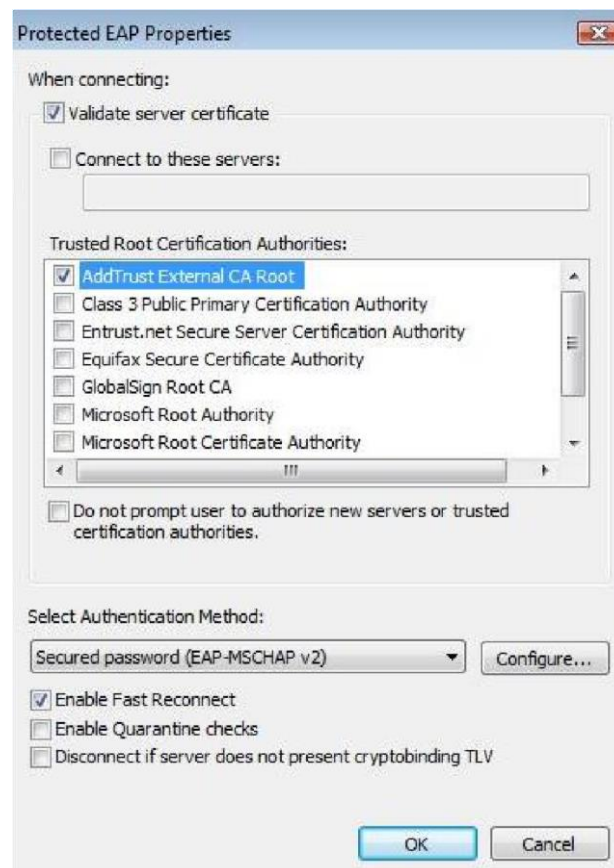 Protected EAP Properties
When connecting:
Validate server certificate
Connect to these servers:
Trusted Root Certification Authorities:
AddTrust External CA Root
Class 3 Public Primary Certification Authority
Entrust.net Secure Server Certification Authority
Equifax Secure Certificate Authority
GlobalSign Root CA
Microsoft Root Authority
Microsoft Root Certificate Authority
Do not prompt user to authorize new servers or trusted
certification authorities.
Select Authentication Method:
Secured password (EAP-MSCHAP v2)
Configure...
Enable Fast Reconnect
Enable Quarantine checks
Disconnect if server does not present cryptobinding TLV
OK
Cancel